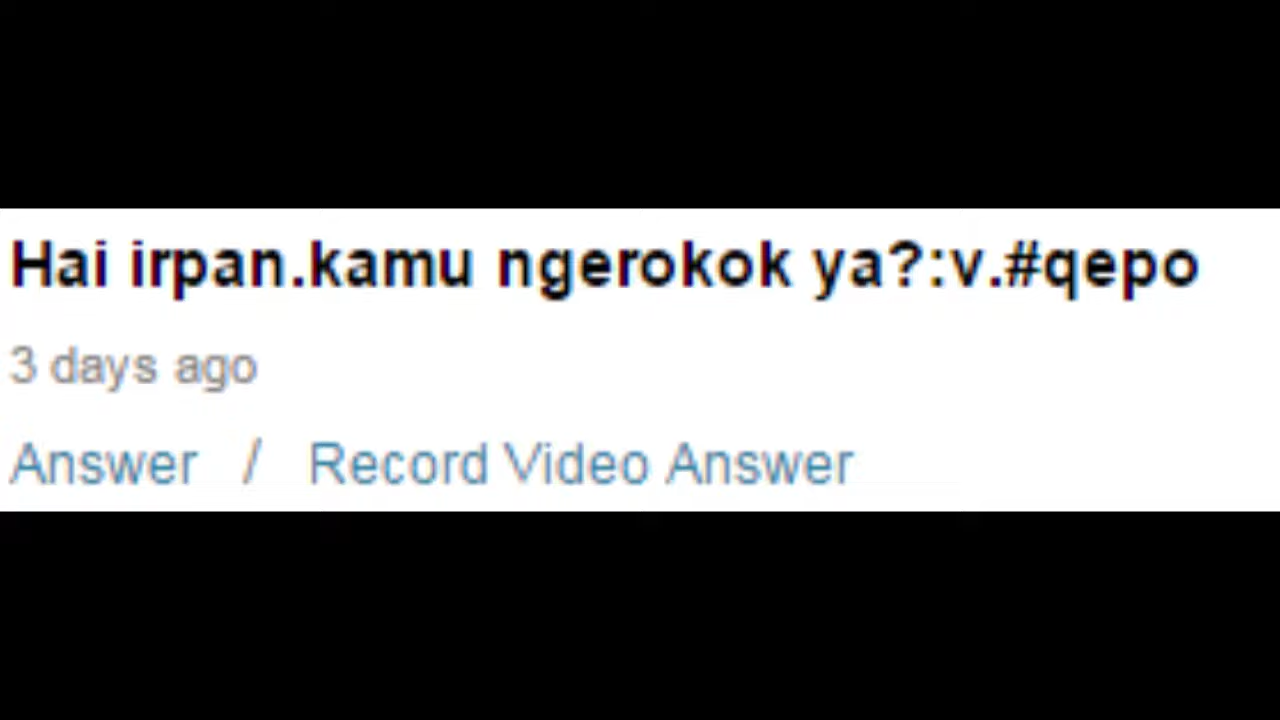 Hai irpan.kamu ngerokok ya?:v.#qepo
3 days ago
Answer / Record Video Answer